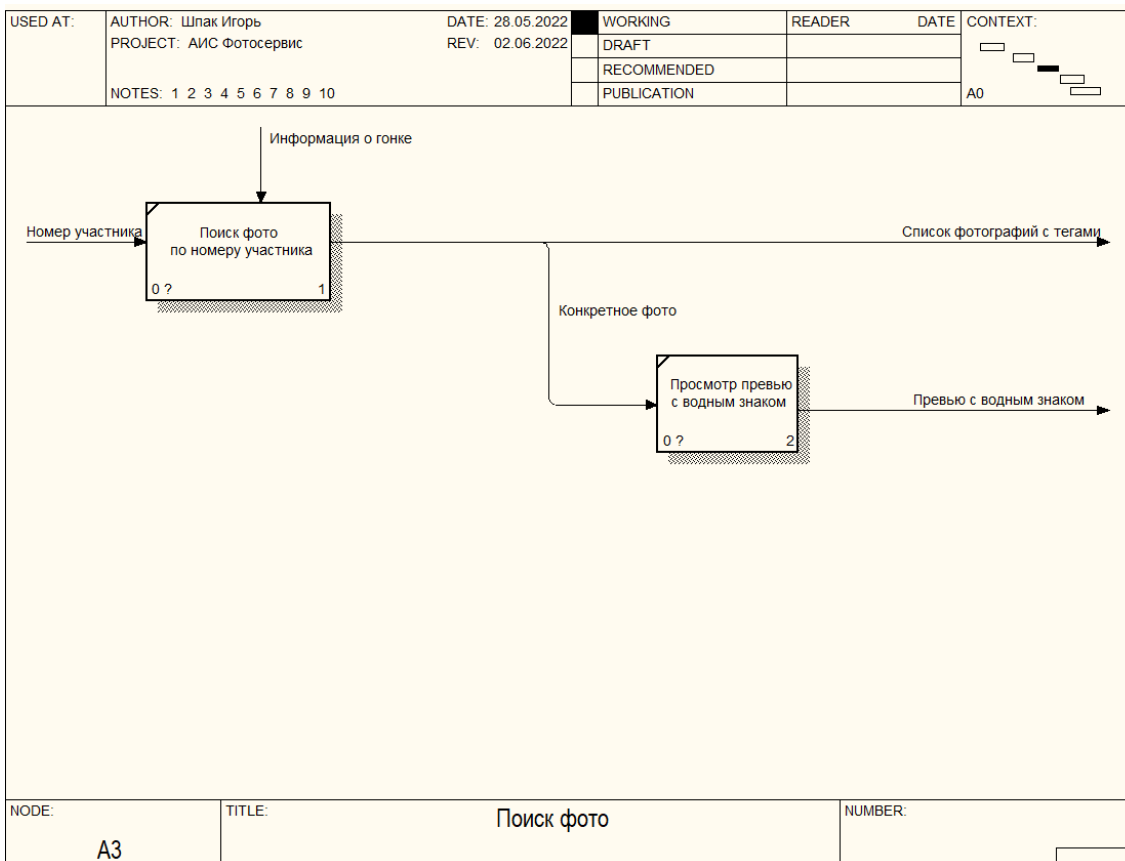 USED AT:
AUTHOR: Шпак Игорь
DATE: 28.05.2022
PROJECT: АИС Фотосервис
REV: 02.06.2022
NOTES: 1 2 3 4 5 6 7 8 9 10
WORKING
DRAFT
RECOMMENDED
PUBLICATION
READER DATE
CONTEXT:
A0
Информация о гонке
Номер участника
Поиск фото
по номеру участника
0 ? 1
Список фотографий с тегами
Конкретное фото
Просмотр превью
с водным знаком
0 ? 2
Превью с водным знаком
NODE:
A3
TITLE:
Поиск фото
NUMBER: